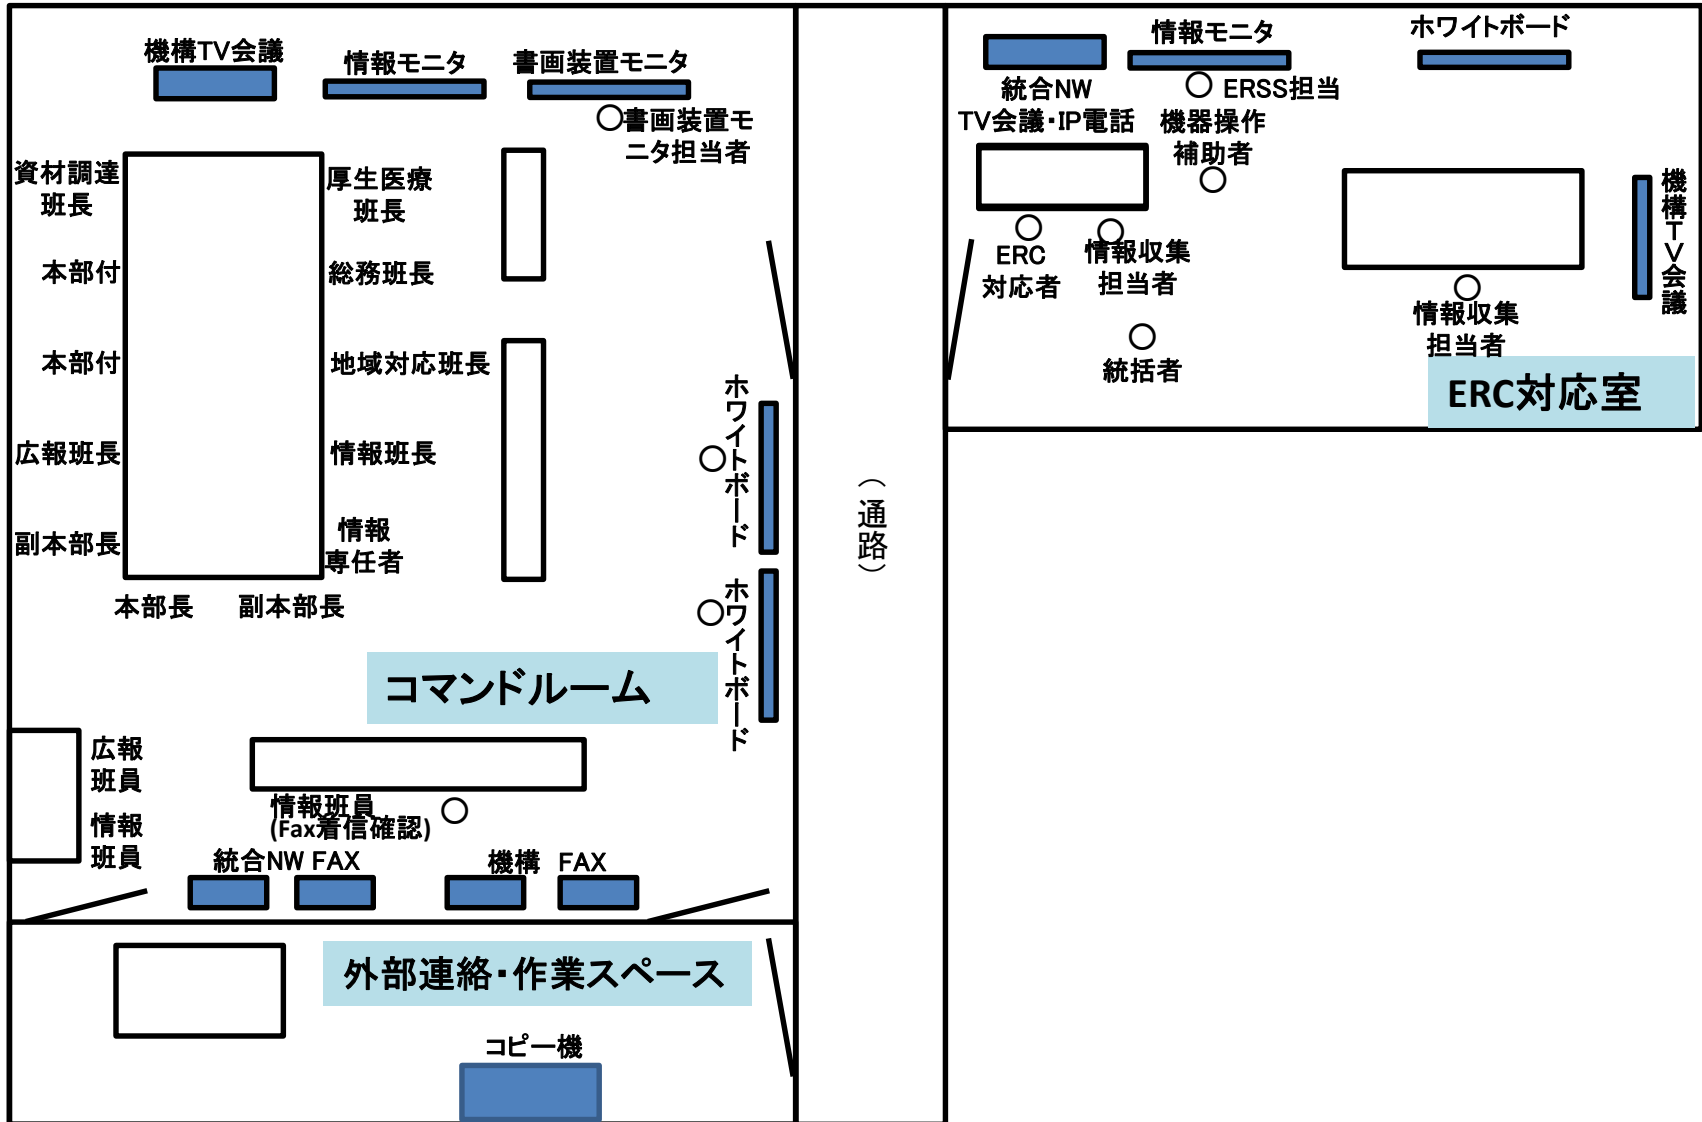 機構TV会議
情報モニタ
書画装置モニタ
書画装置モ
ニタ担当者
資材調達
班長
厚生医療
班長
本部付
総務班長
本部付
地域対応班長
広報班長
情報班長
副本部長
情報
専任者
本部長
副本部長
ホワイトボード
ホワイトボード
コマンドルーム
広報
班員
情報
班員
情報班員
(Fax着信確認)
統合NW FAX
機構 FAX
外部連絡・作業スペース
コピー機
（通路）
情報モニタ
ホワイトボード
統合NW
TV会議・IP電話
ERSS担当
機器操作
補助者
ERC
対応者
情報収集
担当者
統括者
情報収集
担当者
機構TV会議
ERC対応室